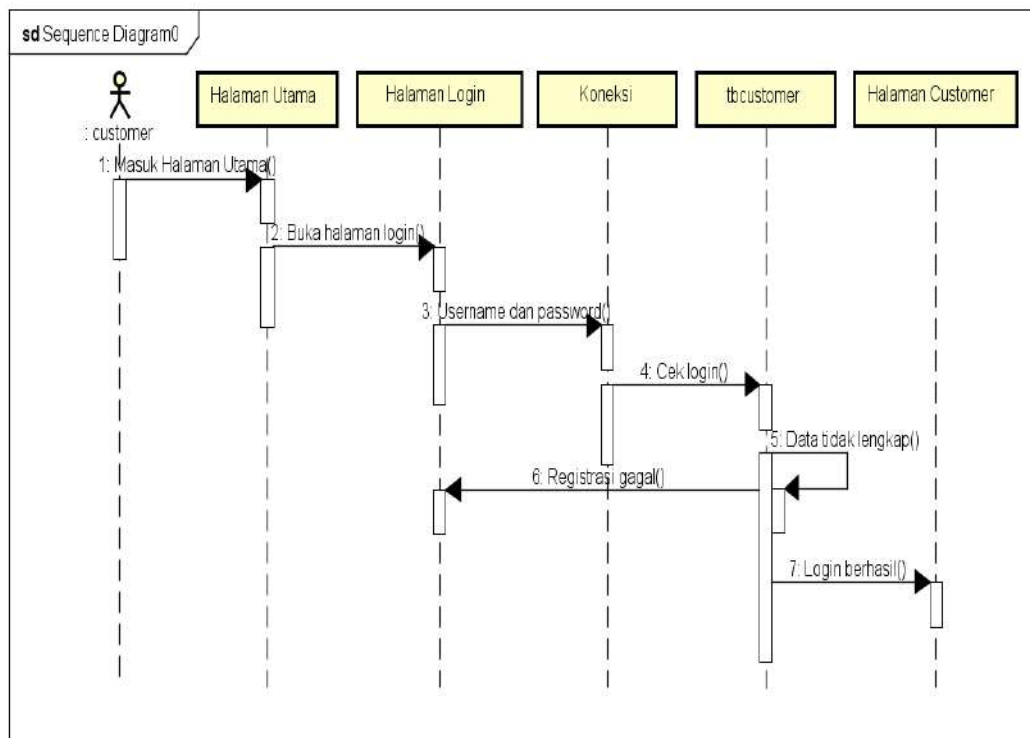 sd Sequence Diagram0
: customer
Halaman Utama
Halaman Login
Koneksi
tbcustomer
Halaman Customer
1: Masuk Halaman Utama()
2: Buka halaman login()
3: Username dan password()
4: Cek login()
5: Data tidak lengkap()
6: Registrasi gagal()
7: Login berhasil()